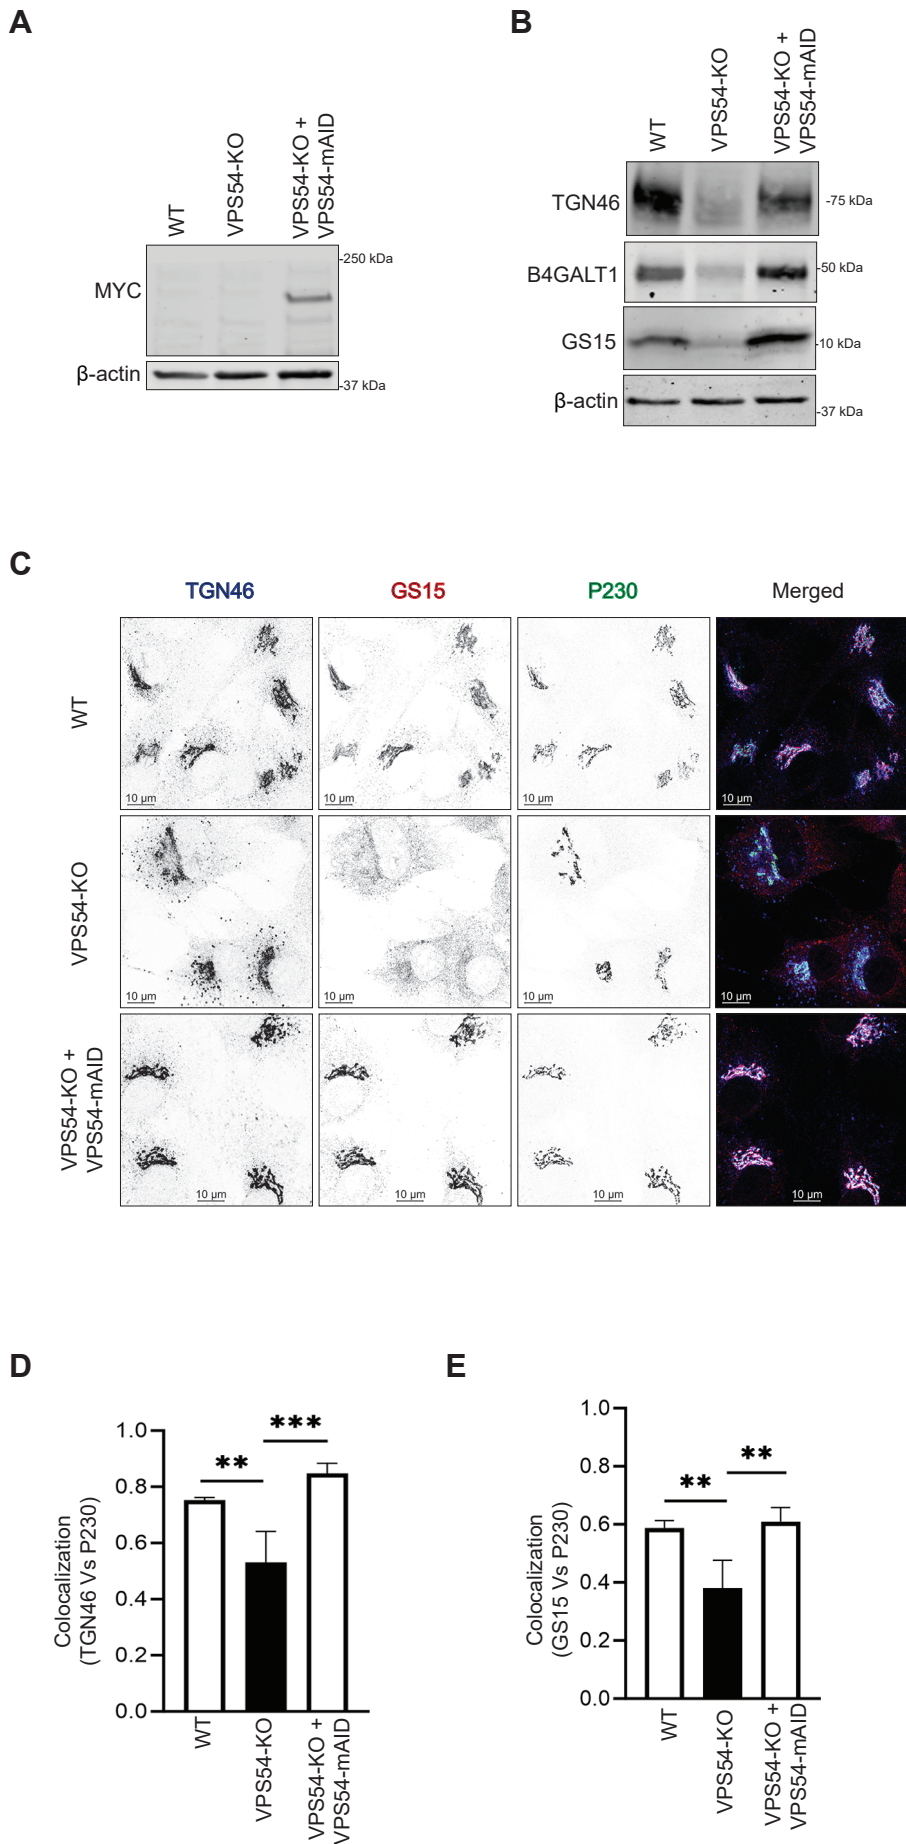 A
WT
VPS54-KO
VPS54-KO +
VPS54-mAID
MYC
-250 kDa
β-actin
-37 kDa
B
WT
VPS54-KO
VPS54-KO +
VPS54-mAID
TGN46
-75 kDa
B4GALT1
-50 kDa
GS15
-10 kDa
β-actin
-37 kDa
C
TGN46
GS15
P230
Merged
WT
10 µm
10 µm
10 µm
10 µm
VPS54-KO
10 µm
10 µm
10 µm
10 µm
VPS54-KO +
VPS54-mAID
10 µm
10 µm
10 µm
10 µm
D
Colocalization
(TGN46 Vs P230)
1.0
0.8
0.6
0.4
0.2
0.0
**
***
WT
VPS54-KO
VPS54-KO +
VPS54-mAID
E
Colocalization
(GS15 Vs P230)
1.0
0.8
0.6
0.4
0.2
0.0
**
**
WT
VPS54-KO
VPS54-KO +
VPS54-mAID